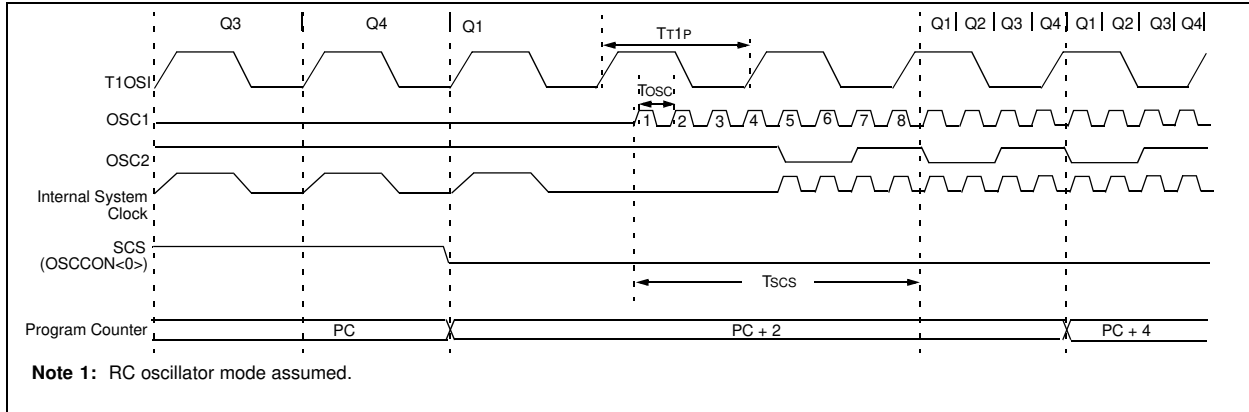 Q3 Q4 Q1 Q1 Q2 Q3 Q4 Q1 Q2 Q3 Q4
TT1P
T1OSI
TOSC
OSC1
1 2 3 4 5 6 7 8
OSC2
Internal System
Clock
SCS
(OSCCON<0>)
TSCS
Program Counter PC PC + 2 PC + 4
Note 1: RC oscillator mode assumed.